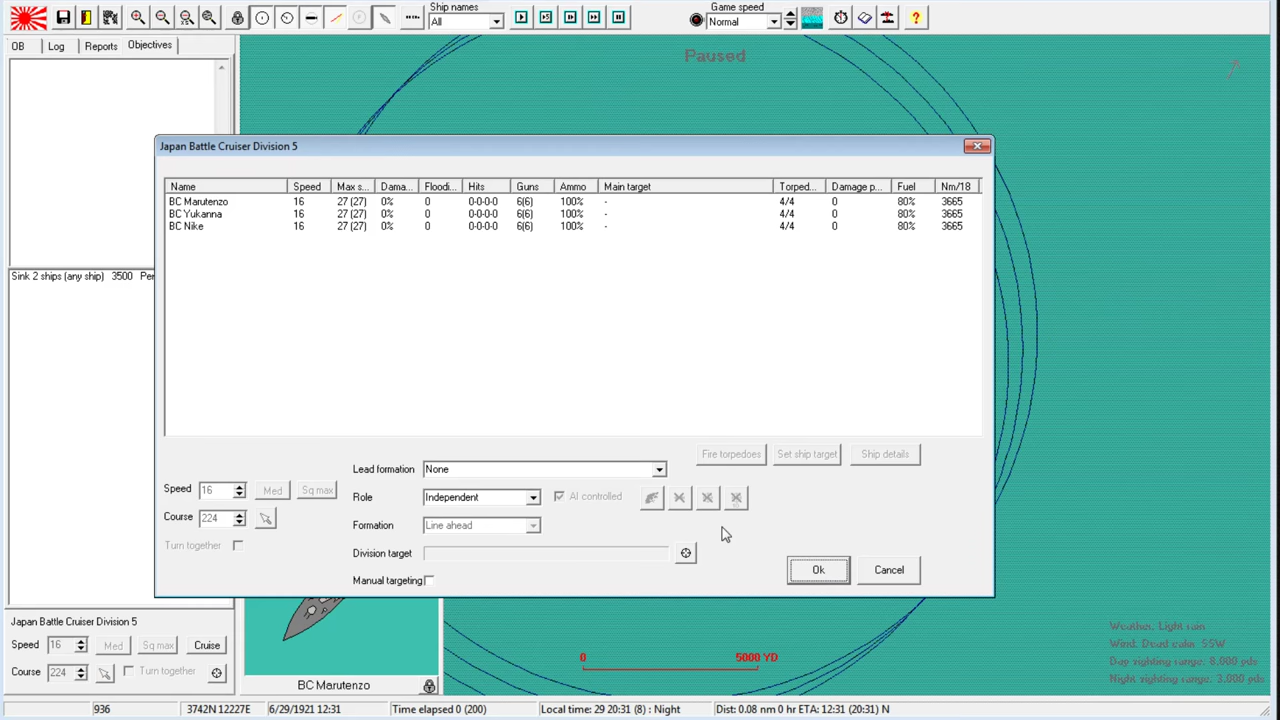 Ship names
All
Game speed
Normal
OB Log Reports Objectives
Paused
Japan Battle Cruiser Division 5
Name Speed Max s... Dama... Floodi... Hits Guns Ammo Main target Torped... Damage p... Fuel Nm/18
BC Marutenzo 16 27 (27) 0% 0 0-0-0-0 6(6) 100% - 4/4 0 80% 3665
BC Yukanna 16 27 (27) 0% 0 0-0-0-0 6(6) 100% - 4/4 0 80% 3665
BC Nike 16 27 (27) 0% 0 0-0-0-0 6(6) 100% - 4/4 0 80% 3665
Sink 2 ships (any ship) 3500 Per
Fire torpedoes Set ship target Ship details
Lead formation None
Speed 16 Med Sq max
Role Independent AI controlled
Course 224
Formation Line ahead
Turn together
Division target
Manual targeting
Ok Cancel
Japan Battle Cruiser Division 5
Speed 16 Med Sq max Cruise
Course 224 Turn together
BC Marutenzo
0 5000 YD
Weather. Light rain
Wind. Dead calm SSW
Day sighting range. 8,000 yds
Night sighting range. 3,000 yds
936 3742N 12227E 6/29/1921 12:31 Time elapsed 0 (200) Local time: 29 20:31 (8) : Night Dist: 0.08 nm 0 hr ETA: 12:31 (20:31) N